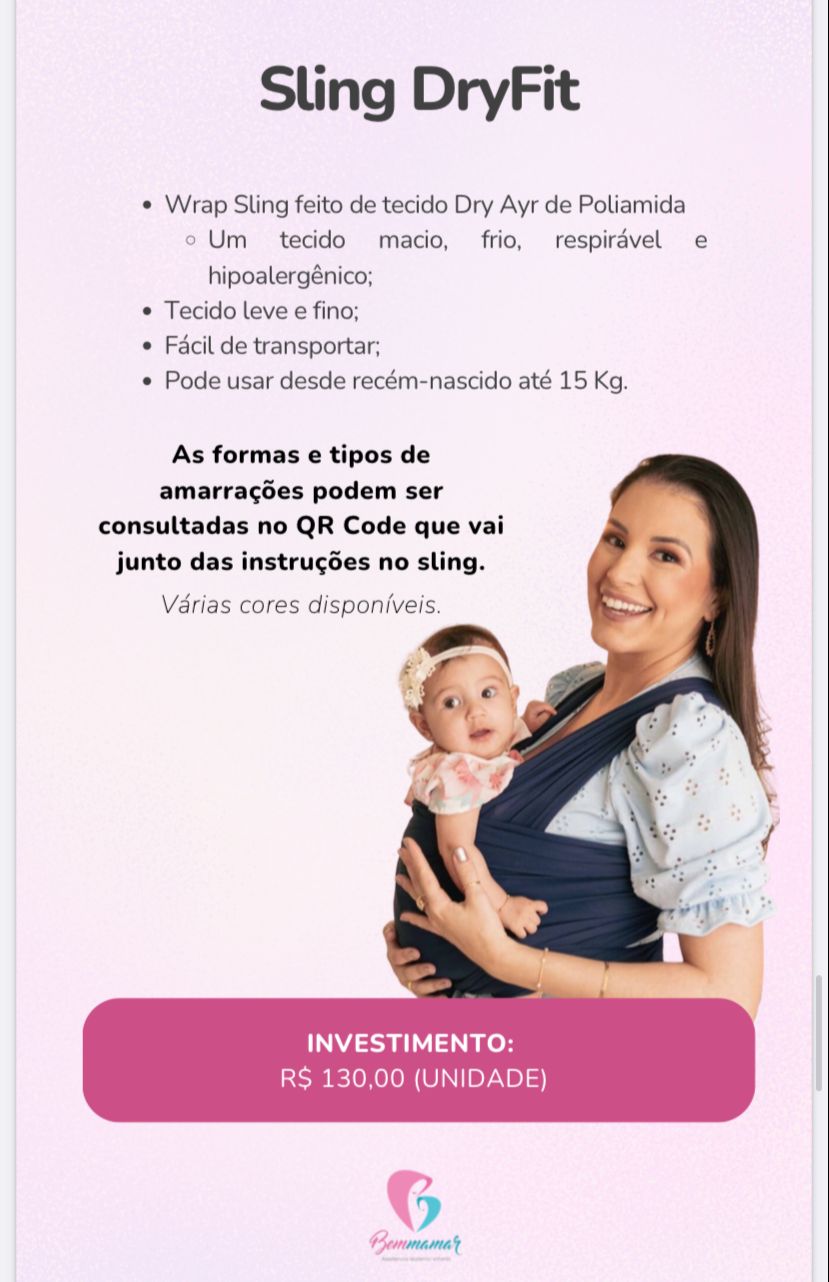 Sling DryFit
• Wrap Sling feito de tecido Dry Ayr de Poliamida
○ Um tecido macio, frio, respirável e
hipoalergênico;
• Tecido leve e fino;
• Fácil de transportar;
• Pode usar desde recém-nascido até 15 Kg.
As formas e tipos de
amarrações podem ser
consultadas no QR Code que vai
junto das instruções no sling.
Várias cores disponíveis.
INVESTIMENTO:
R$ 130,00 (UNIDADE)
Bemmamar